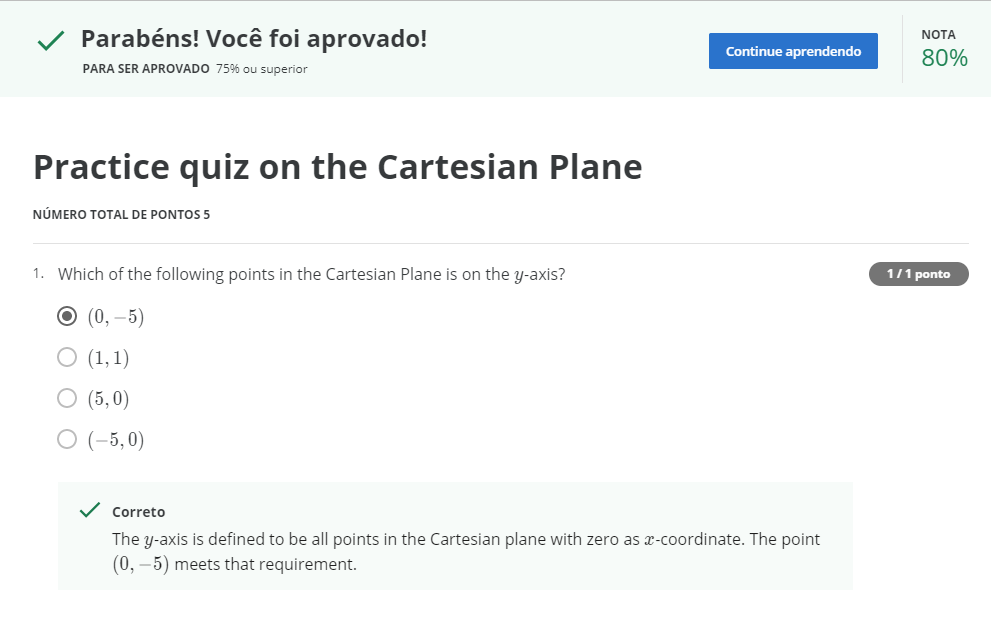 Parabéns! Você foi aprovado!
PARA SER APROVADO 75% ou superior
Continue aprendendo
NOTA
80%
Practice quiz on the Cartesian Plane
NÚMERO TOTAL DE PONTOS 5
1. Which of the following points in the Cartesian Plane is on the y-axis?
1 / 1 ponto
(0, −5)
(1, 1)
(5, 0)
(−5, 0)
Correto
The y-axis is defined to be all points in the Cartesian plane with zero as x-coordinate. The point
(0, −5) meets that requirement.